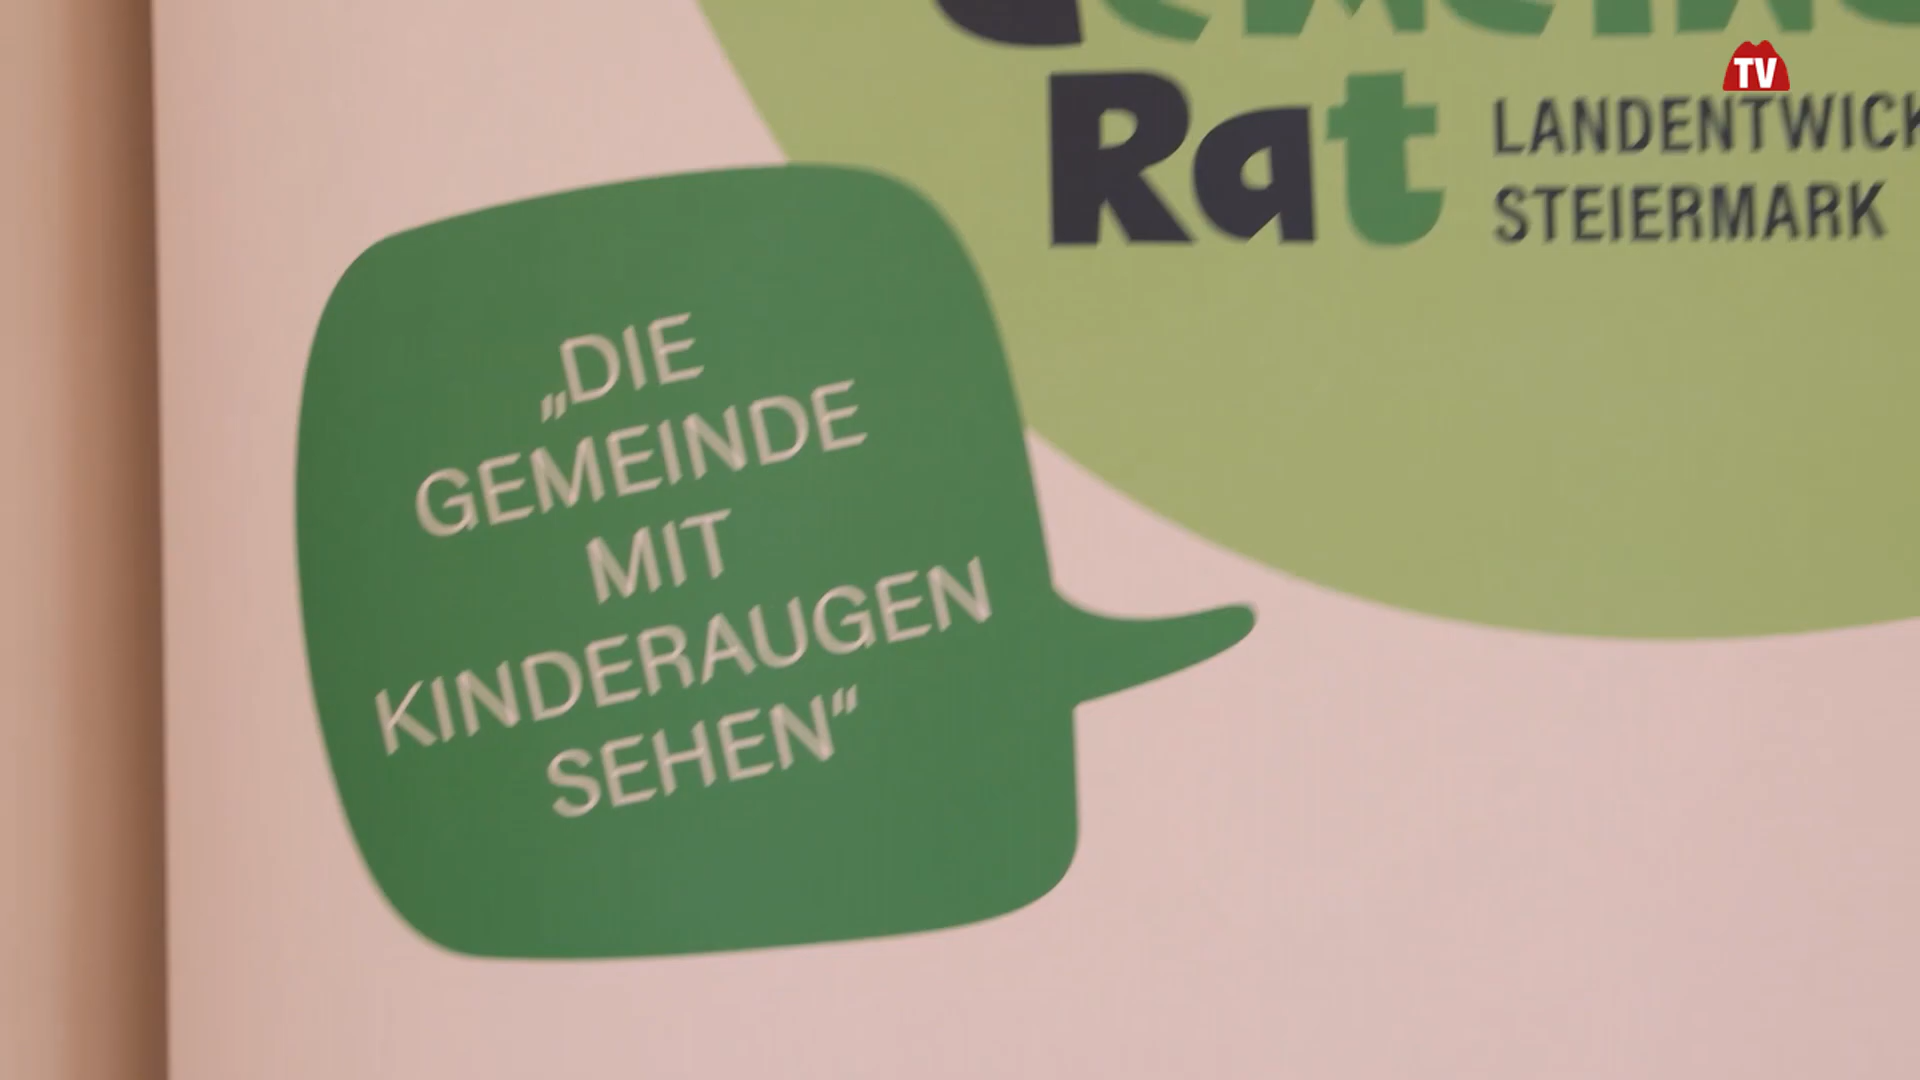 Rat
LANDENTWICK
STEIERMARK
TV
„DIE
GEMEINDE
MIT
KINDERAUGEN
SEHEN“